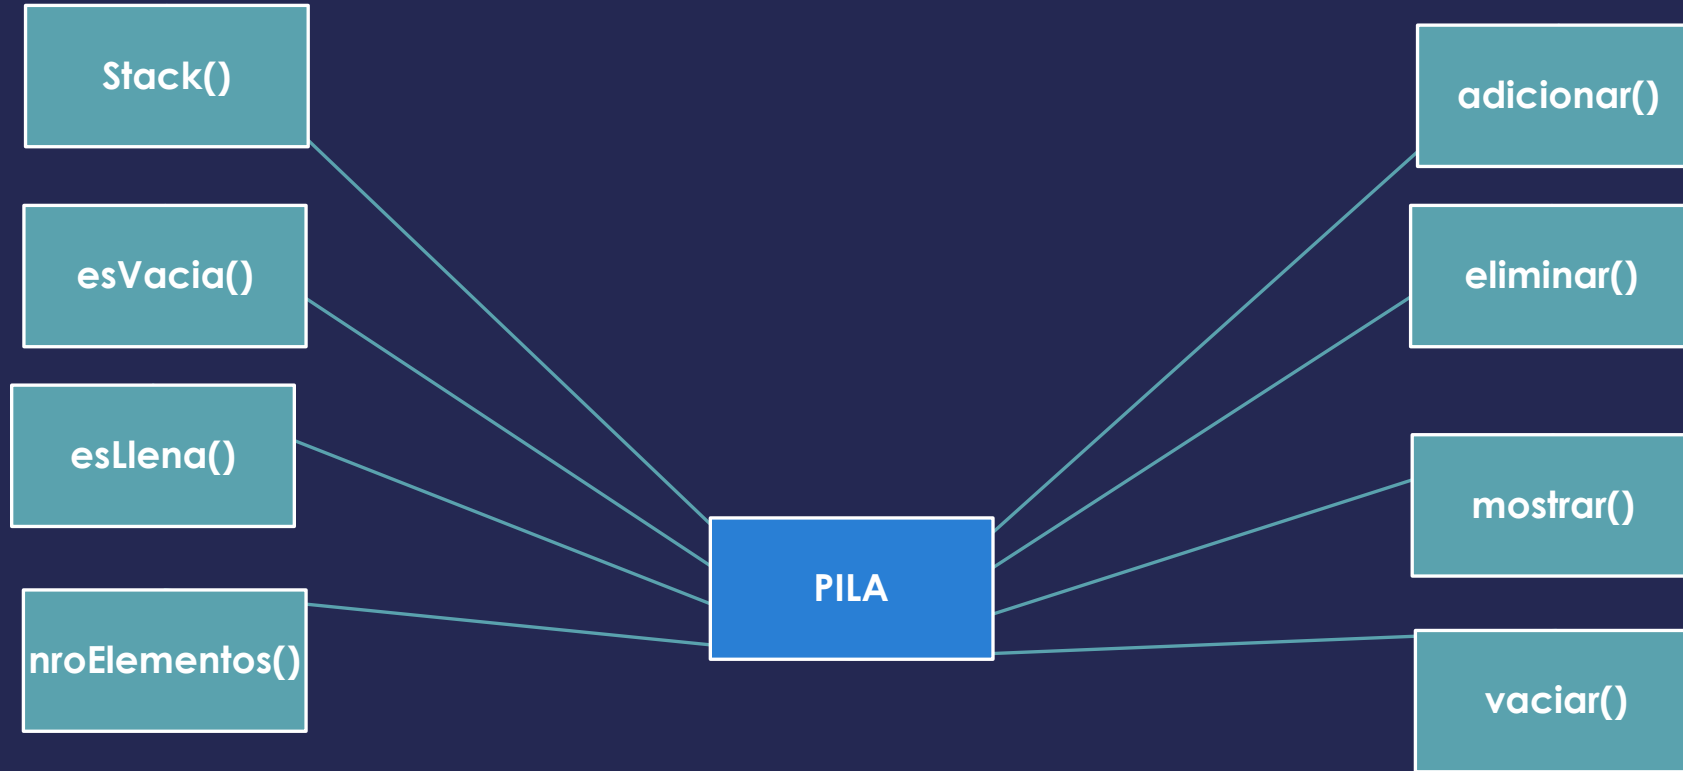 Stack()
esVacia()
esLlena()
nroElementos()
PILA
adicionar()
eliminar()
mostrar()
vaciar()